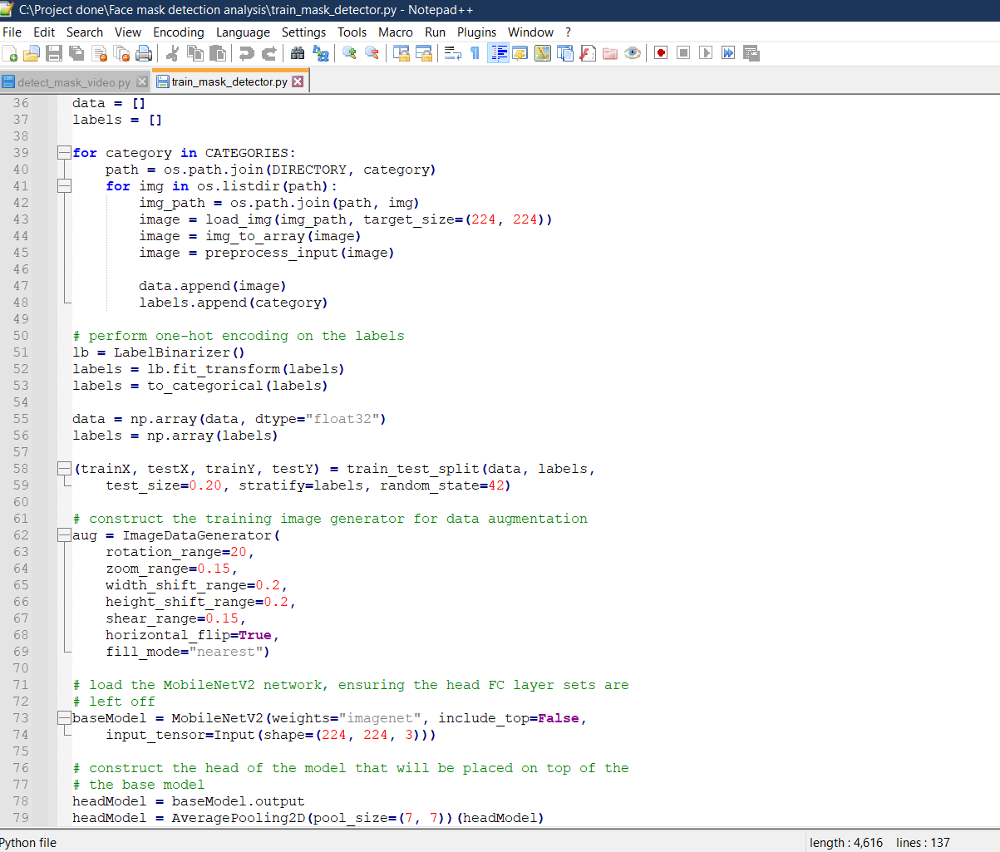 C:\Project done\Face mask detection analysis\train_mask_detector.py - Notepad++
File Edit Search View Encoding Language Settings Tools Macro Run Plugins Window ?
detect_mask_video.py train_mask_detector.py
36 data = []
37 labels = []
38
39 for category in CATEGORIES:
40     path = os.path.join(DIRECTORY, category)
41     for img in os.listdir(path):
42         img_path = os.path.join(path, img)
43         image = load_img(img_path, target_size=(224, 224))
44         image = img_to_array(image)
45         image = preprocess_input(image)
46
47         data.append(image)
48         labels.append(category)
49
50 # perform one-hot encoding on the labels
51 lb = LabelBinarizer()
52 labels = lb.fit_transform(labels)
53 labels = to_categorical(labels)
54
55 data = np.array(data, dtype="float32")
56 labels = np.array(labels)
57
58 (trainX, testX, trainY, testY) = train_test_split(data, labels,
59     test_size=0.20, stratify=labels, random_state=42)
60
61 # construct the training image generator for data augmentation
62 aug = ImageDataGenerator(
63     rotation_range=20,
64     zoom_range=0.15,
65     width_shift_range=0.2,
66     height_shift_range=0.2,
67     shear_range=0.15,
68     horizontal_flip=True,
69     fill_mode="nearest")
70
71 # load the MobileNetV2 network, ensuring the head FC layer sets are
72 # left off
73 baseModel = MobileNetV2(weights="imagenet", include_top=False,
74     input_tensor=Input(shape=(224, 224, 3)))
75
76 # construct the head of the model that will be placed on top of the
77 # the base model
78 headModel = baseModel.output
79 headModel = AveragePooling2D(pool_size=(7, 7))(headModel)
Python file length : 4,616 lines : 137